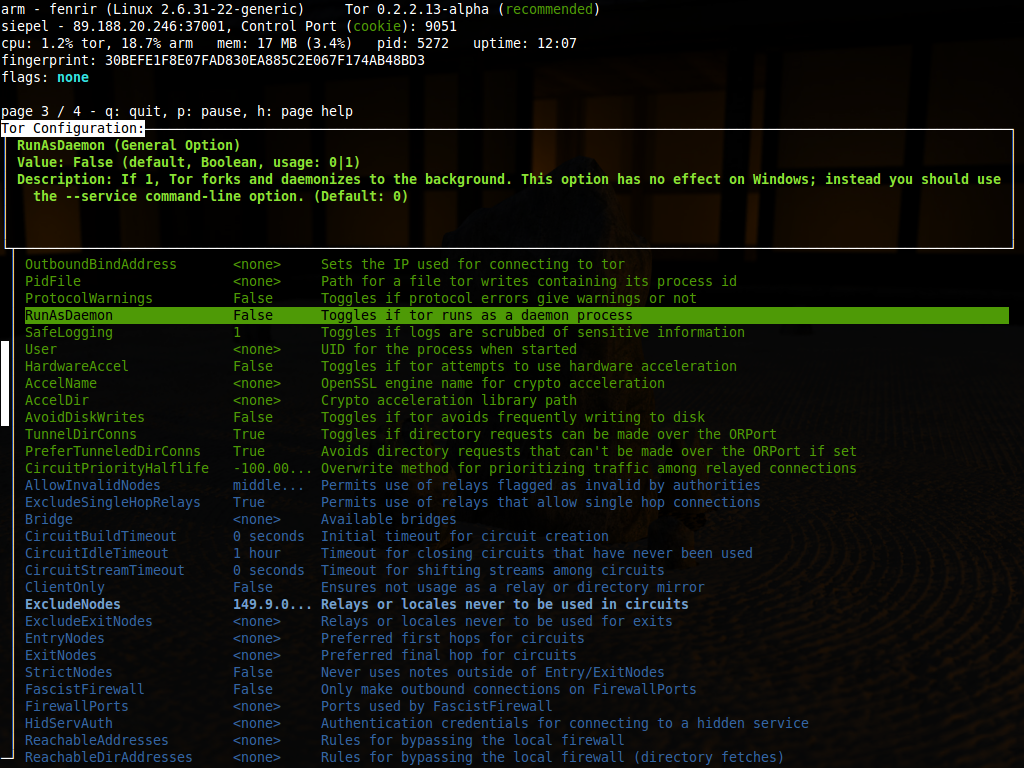 arm - fenrir (Linux 2.6.31-22-generic)     Tor 0.2.2.13-alpha (recommended)
siepel - 89.188.20.246:37001, Control Port (cookie): 9051
cpu: 1.2% tor, 18.7% arm   mem: 17 MB (3.4%)   pid: 5272   uptime: 12:07
fingerprint: 30BEFE1F8E07FAD830EA885C2E067F174AB48BD3
flags: none
page 3 / 4 - q: quit, p: pause, h: page help
Tor Configuration:
RunAsDaemon (General Option)
Value: False (default, Boolean, usage: 0|1)
Description: If 1, Tor forks and daemonizes to the background. This option has no effect on Windows; instead you should use
the --service command-line option. (Default: 0)
OutboundBindAddress <none> Sets the IP used for connecting to tor
PidFile <none> Path for a file tor writes containing its process id
ProtocolWarnings False Toggles if protocol errors give warnings or not
RunAsDaemon False Toggles if tor runs as a daemon process
SafeLogging 1 Toggles if logs are scrubbed of sensitive information
User <none> UID for the process when started
HardwareAccel False Toggles if tor attempts to use hardware acceleration
AccelName <none> OpenSSL engine name for crypto acceleration
AccelDir <none> Crypto acceleration library path
AvoidDiskWrites False Toggles if tor avoids frequently writing to disk
TunnelDirConns True Toggles if directory requests can be made over the ORPort
PreferTunneledDirConns True Avoids directory requests that can't be made over the ORPort if set
CircuitPriorityHalflife -100.00... Overwrite method for prioritizing traffic among relayed connections
AllowInvalidNodes middle... Permits use of relays flagged as invalid by authorities
ExcludeSingleHopRelays True Permits use of relays that allow single hop connections
Bridge <none> Available bridges
CircuitBuildTimeout 0 seconds Initial timeout for circuit creation
CircuitIdleTimeout 1 hour Timeout for closing circuits that have never been used
CircuitStreamTimeout 0 seconds Timeout for shifting streams among circuits
ClientOnly False Ensures not usage as a relay or directory mirror
ExcludeNodes 149.9.0... Relays or locales never to be used in circuits
ExcludeExitNodes <none> Relays or locales never to be used for exits
EntryNodes <none> Preferred first hops for circuits
ExitNodes <none> Preferred final hop for circuits
StrictNodes False Never uses notes outside of Entry/ExitNodes
FascistFirewall False Only make outbound connections on FirewallPorts
FirewallPorts <none> Ports used by FascistFirewall
HidServAuth <none> Authentication credentials for connecting to a hidden service
ReachableAddresses <none> Rules for bypassing the local firewall
ReachableDirAddresses <none> Rules for bypassing the local firewall (directory fetches)